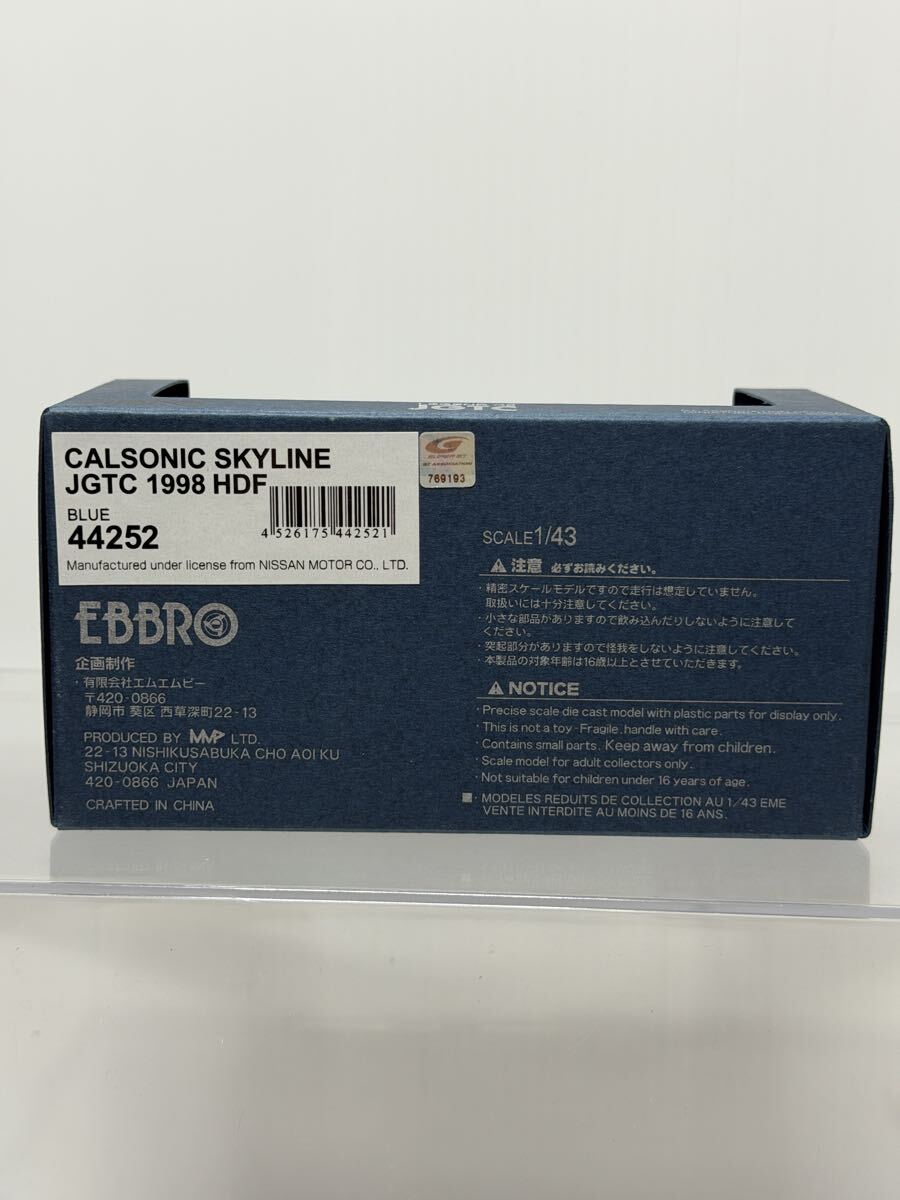 JGTC
CALSONIC SKYLINE
JGTC 1998 HDF
BLUE
44252
4 526175 442521
Manufactured under license from NISSAN MOTOR CO., LTD.
SUPER GT
GT ASSOCIATION
769193
EBBRO
企画制作
・有限会社エムエムピー
〒420-0866
静岡市 葵区 西草深町22-13
PRODUCED BY MMP LTD.
22-13 NISHIKUSABUKA CHO AOI KU
SHIZUOKA CITY
420-0866 JAPAN
CRAFTED IN CHINA
SCALE1/43
注意 必ずお読みください。
・精密スケールモデルですので走行は想定していません。
取扱いには十分注意してください。
・小さな部品がありますので飲み込んだりしないように注意して
ください。
・突起部分がありますので怪我をしないように注意してください。
・本製品の対象年齢は16歳以上とさせていただきます。
NOTICE
・Precise scale die cast model with plastic parts for display only.
・This is not a toy-Fragile.handle with care.
・Contains small parts. Keep away from children.
・Scale model for adult collectors only.
・Not suitable for children under 16 years of age.
・MODELES REDUITS DE COLLECTION AU 1/43 EME
VENTE INTERDITE AU MOINS DE 16 ANS.